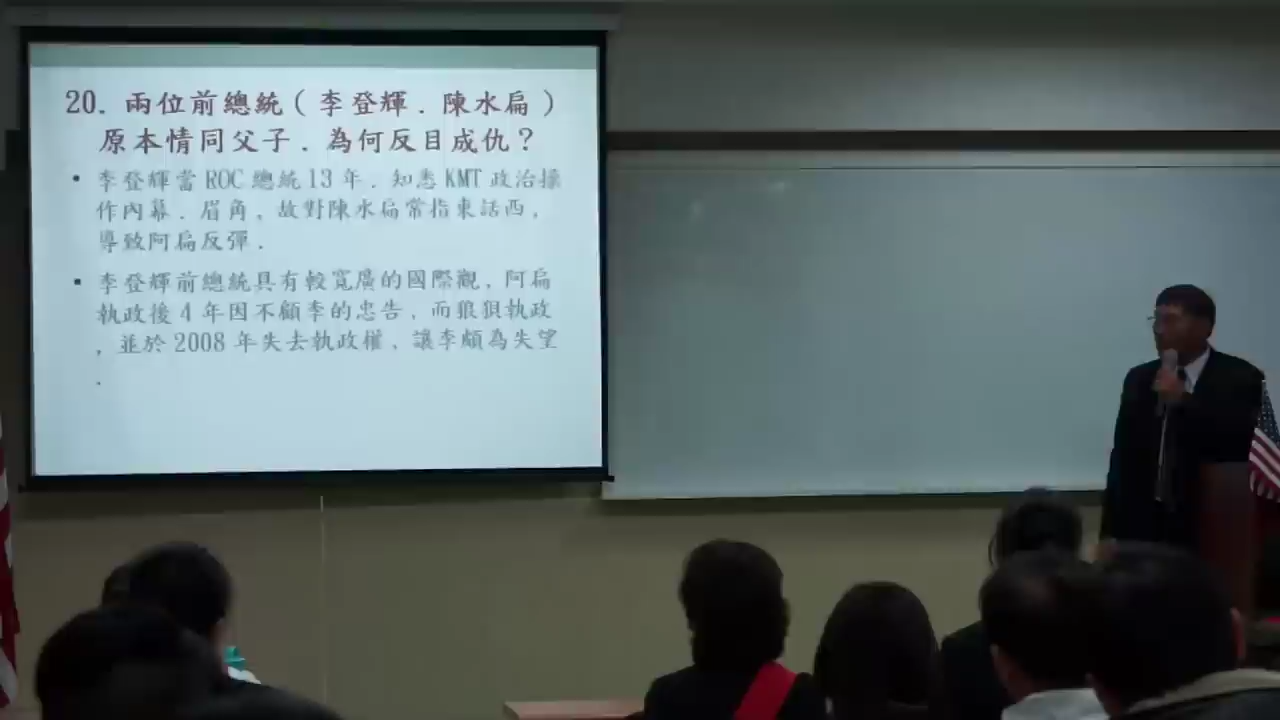 20. 兩位前總統(李登輝.陳水扁)
原本情同父子.為何反目成仇?
• 李登輝當 ROC 總統 13 年.知悉 KMT 政治操
作內幕.眉角,故對陳水扁常指東話西,
導致阿扁反彈.
▪ 李登輝前總統具有較寬廣的國際觀,阿扁
執政後 4 年因不顧李的忠告,而狼狽執政
,並於 2008 年失去執政權,讓李頗為失望
.